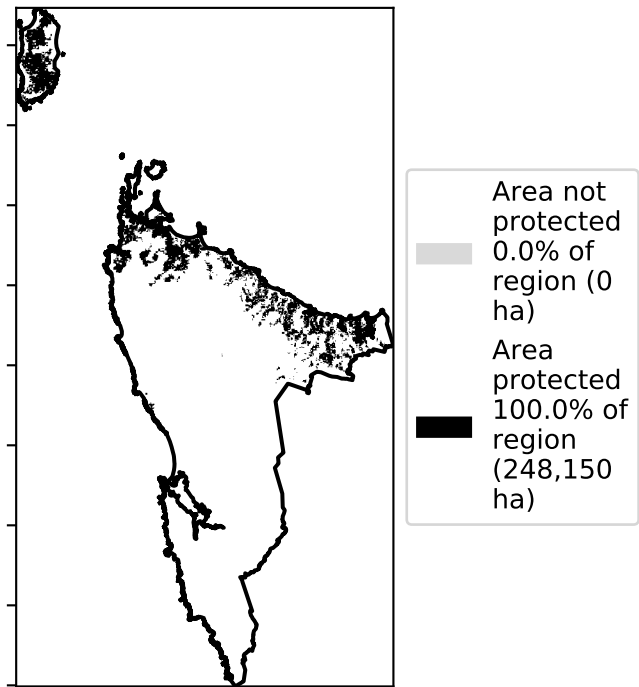 Area not
protected
0.0% of
region (0
ha)
Area
protected
100.0% of
region
(248,150
ha)